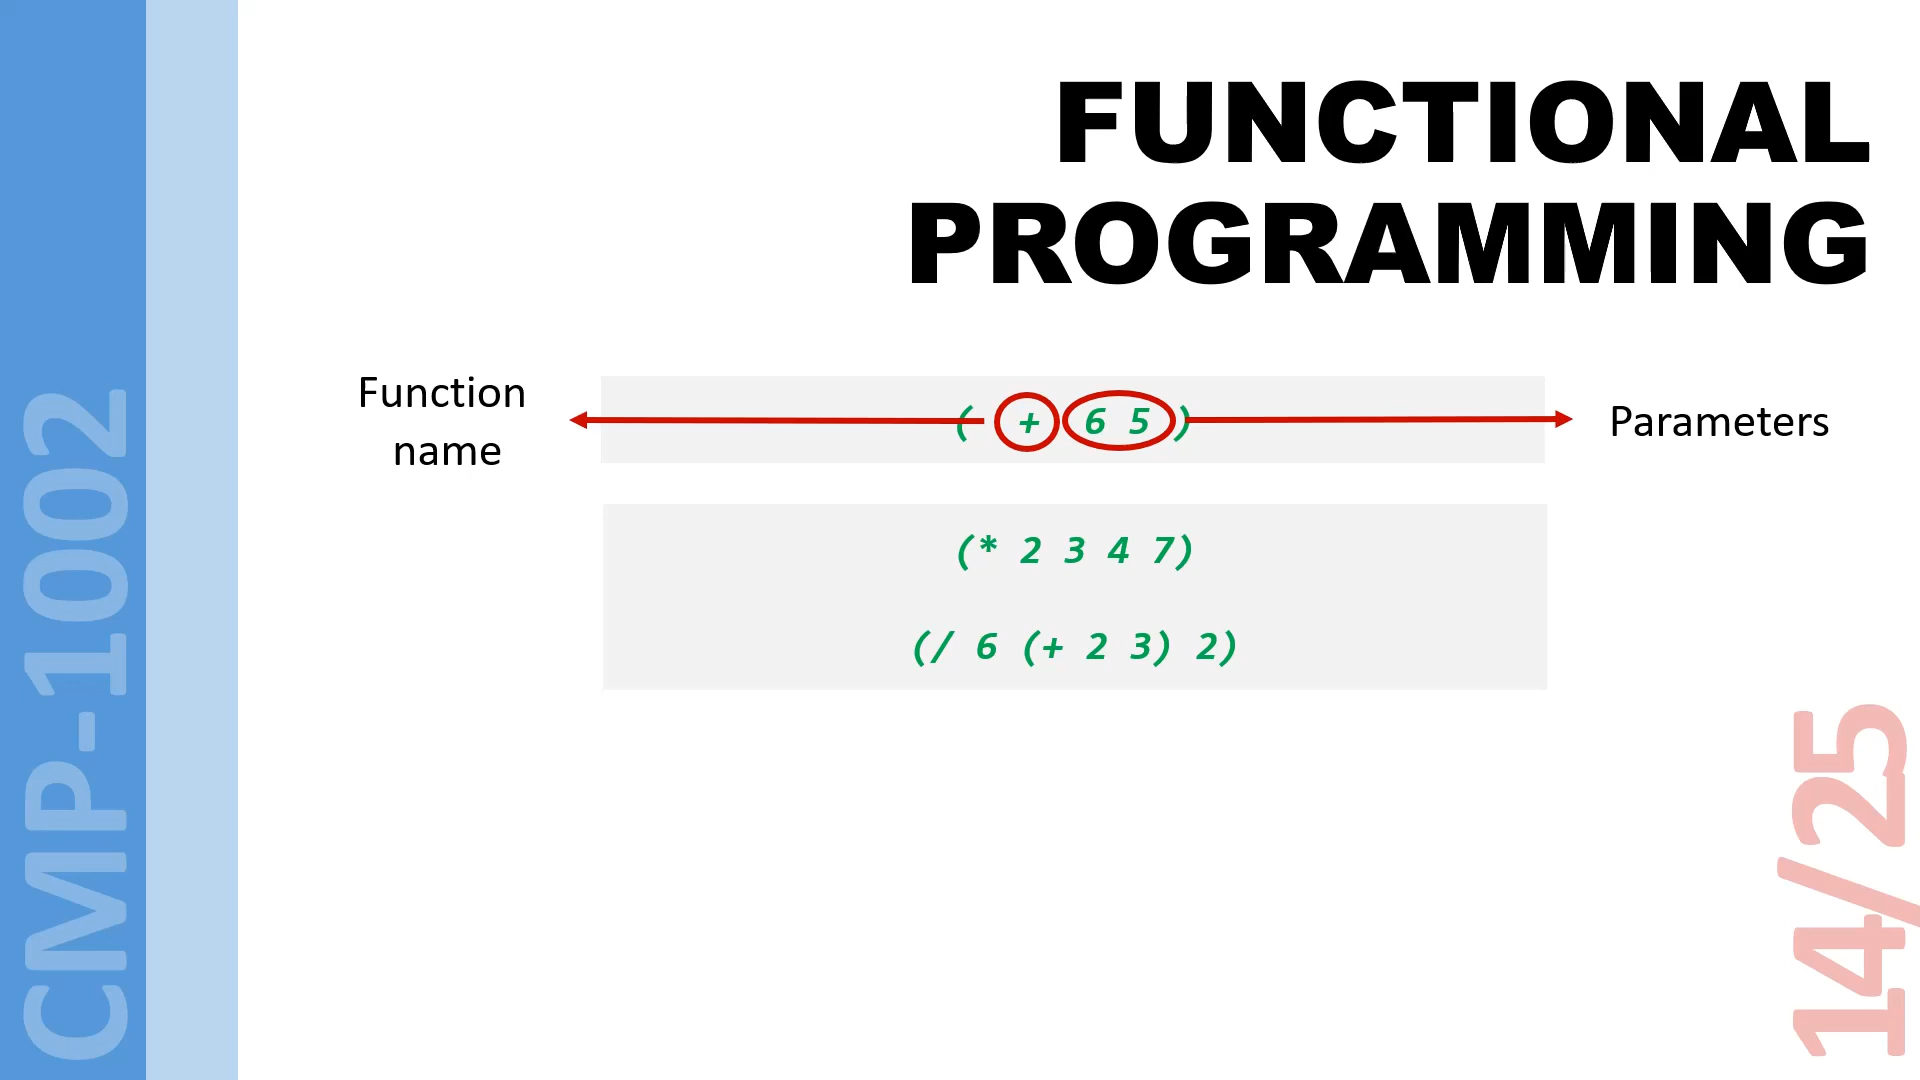 FUNCTIONAL
PROGRAMMING
Function
name
( + 6 5 )
Parameters
(* 2 3 4 7)
(/ 6 (+ 2 3) 2)
CMP-1002
14/25